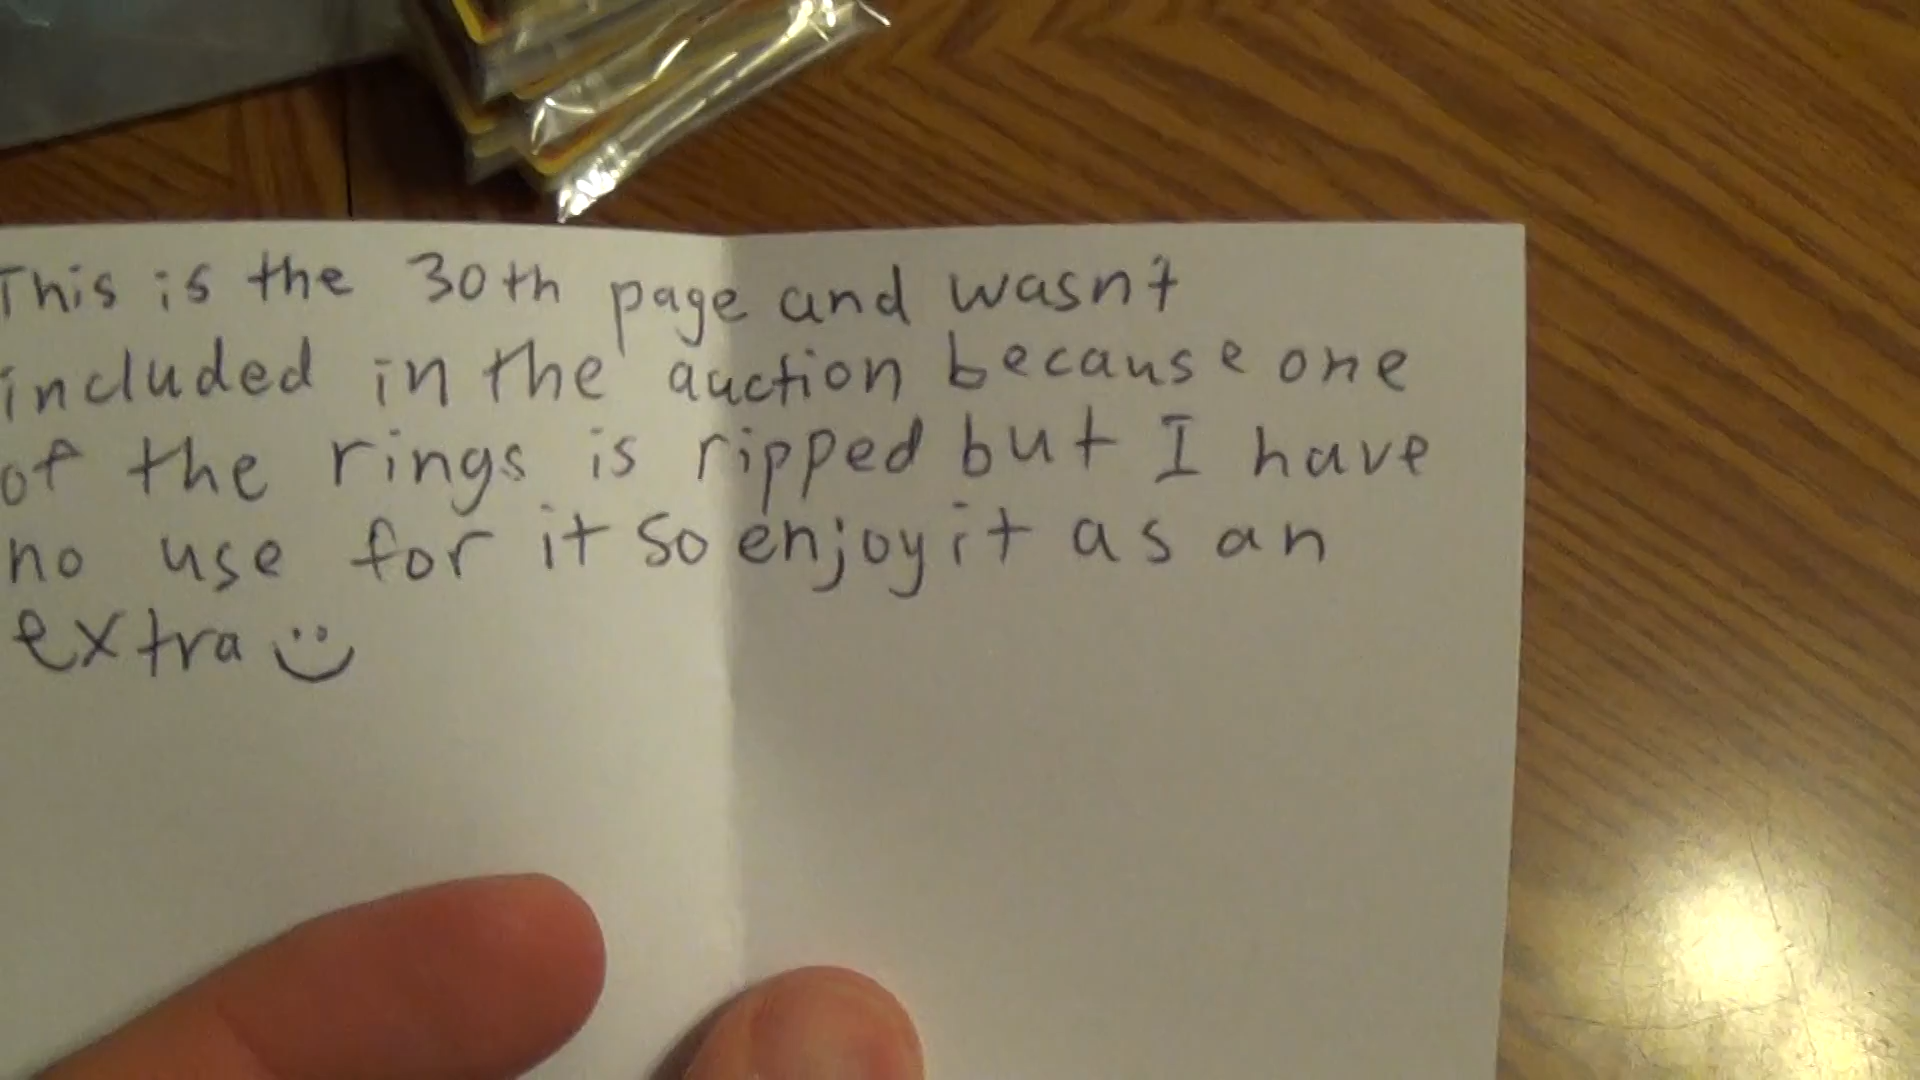 This is the 30th page and wasnt
included in the auction because one
of the rings is ripped but I have
no use for it so enjoy it as an
extra